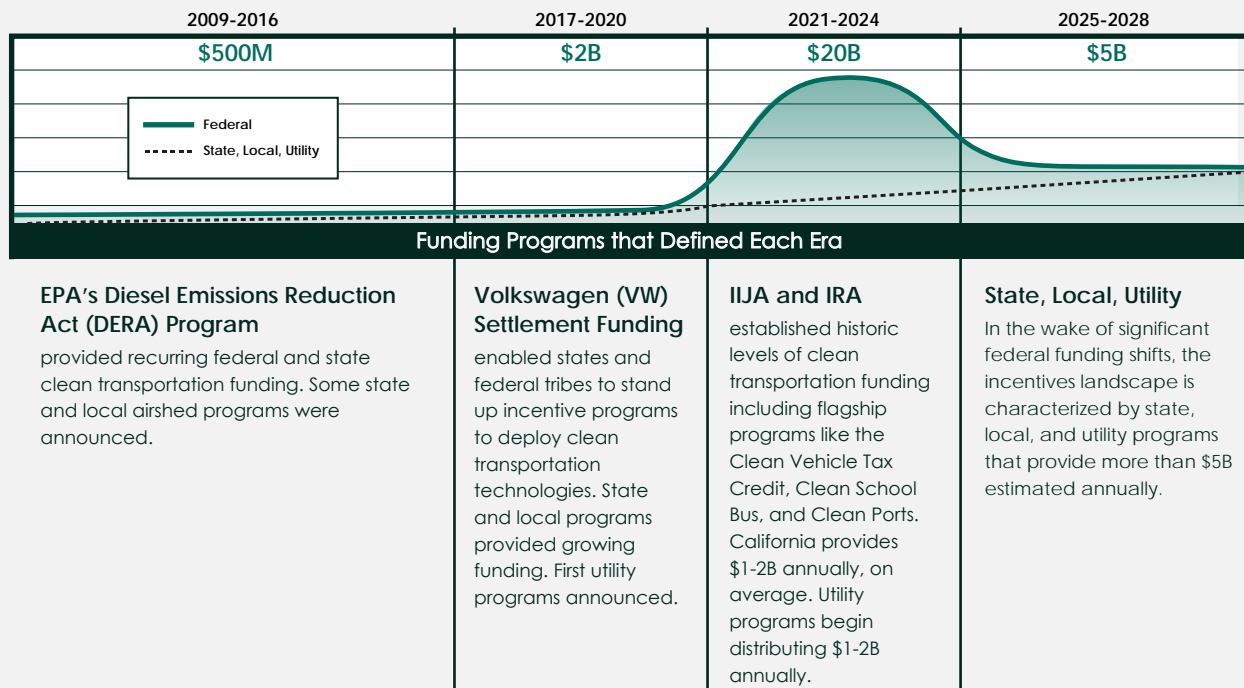 2009-2016
2017-2020
2021-2024
2025-2028
$500M
$2B
$20B
$5B
Federal
State, Local, Utility
Funding Programs that Defined Each Era
EPA's Diesel Emissions Reduction
Act (DERA) Program
provided recurring federal and state
clean transportation funding. Some state
and local airshed programs were
announced.
Volkswagen (VW)
Settlement Funding
enabled states and
federal tribes to stand
up incentive programs
to deploy clean
transportation
technologies. State
and local programs
provided growing
funding. First utility
programs announced.
IIJA and IRA
established historic
levels of clean
transportation funding
including flagship
programs like the
Clean Vehicle Tax
Credit, Clean School
Bus, and Clean Ports.
California provides
$1-2B annually, on
average. Utility
programs begin
distributing $1-2B
annually.
State, Local, Utility
In the wake of significant
federal funding shifts, the
incentives landscape is
characterized by state,
local, and utility programs
that provide more than $5B
estimated annually.